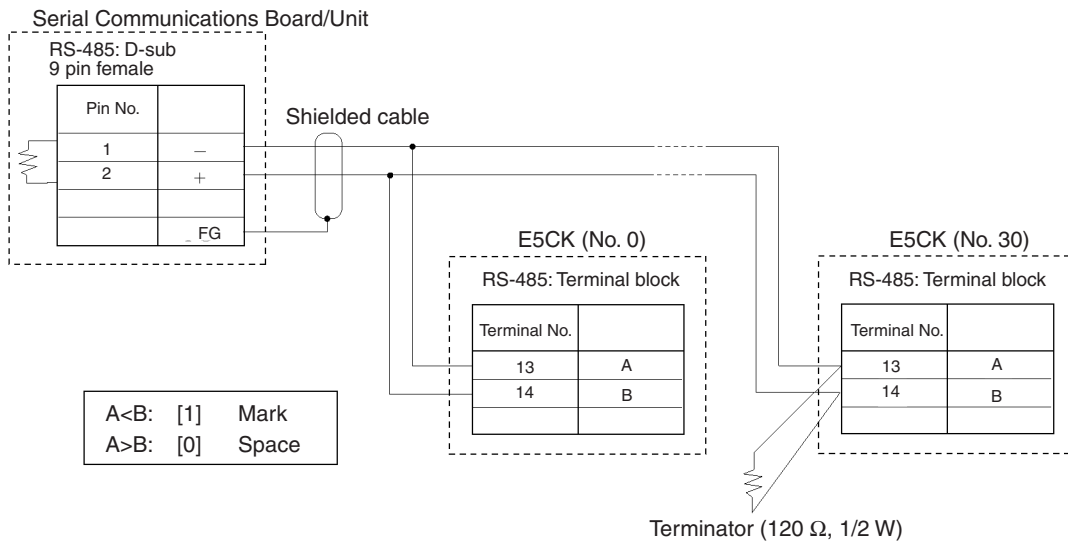 Serial Communications Board/Unit
RS-485: D-sub
9 pin female
Pin No.
1 −
2 +
FG
Shielded cable
E5CK (No. 0)
RS-485: Terminal block
Terminal No.
13 A
14 B
E5CK (No. 30)
RS-485: Terminal block
Terminal No.
13 A
14 B
A<B: [1] Mark
A>B: [0] Space
Terminator (120 Ω, 1/2 W)